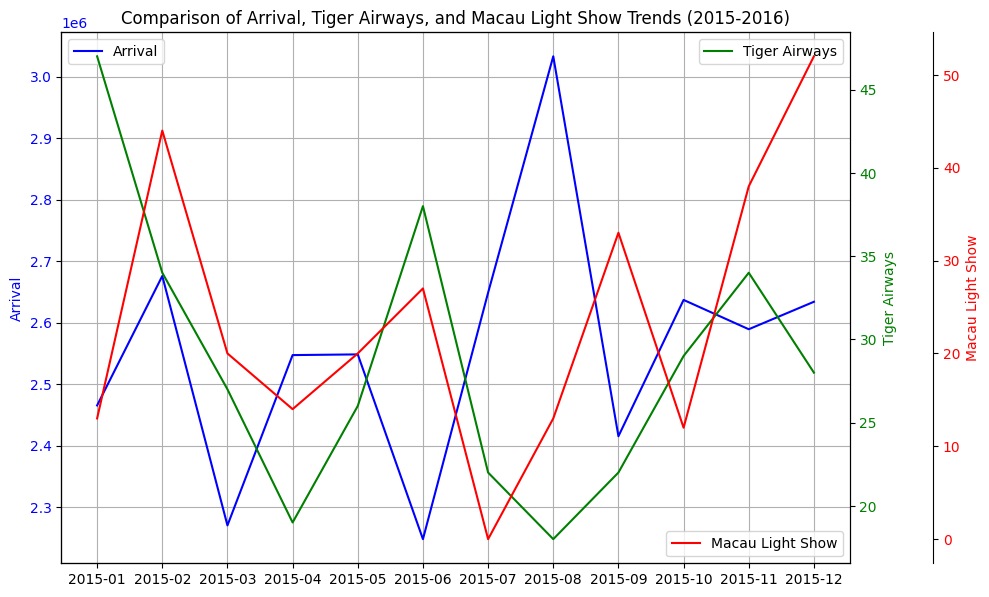 Comparison of Arrival, Tiger Airways, and Macau Light Show Trends (2015-2016)
1e6
Arrival
Tiger Airways
Macau Light Show
3.0
2.9
2.8
2.7
2.6
2.5
2.4
2.3
Arrival
45
40
35
30
25
20
Tiger Airways
50
40
30
20
10
0
Macau Light Show
2015-01 2015-02 2015-03 2015-04 2015-05 2015-06 2015-07 2015-08 2015-09 2015-10 2015-11 2015-12